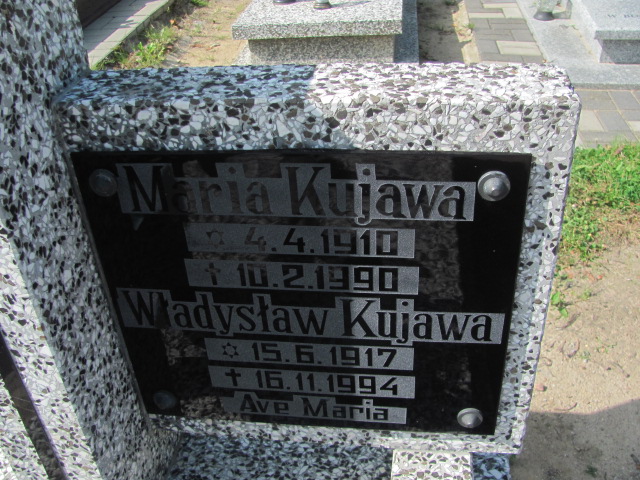 Maria Kujawa
✡ 4.4.1910
✝ 10.2.1990
Władysław Kujawa
✡ 15.6.1917
✝ 16.11.1994
Ave Maria